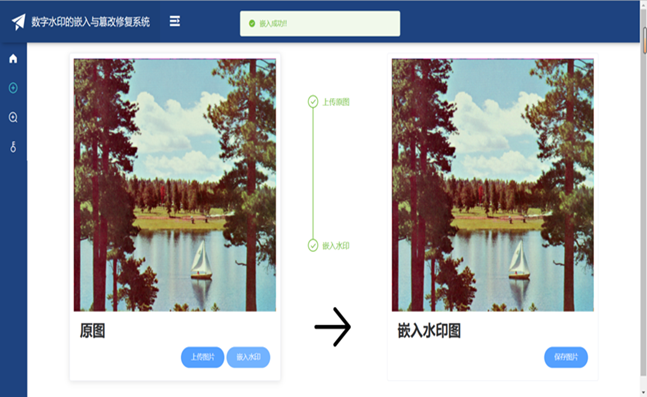 数字水印的嵌入与篡改修复系统
嵌入成功!!
上传原图
嵌入水印
原图
上传图片
嵌入水印
嵌入水印图
保存图片